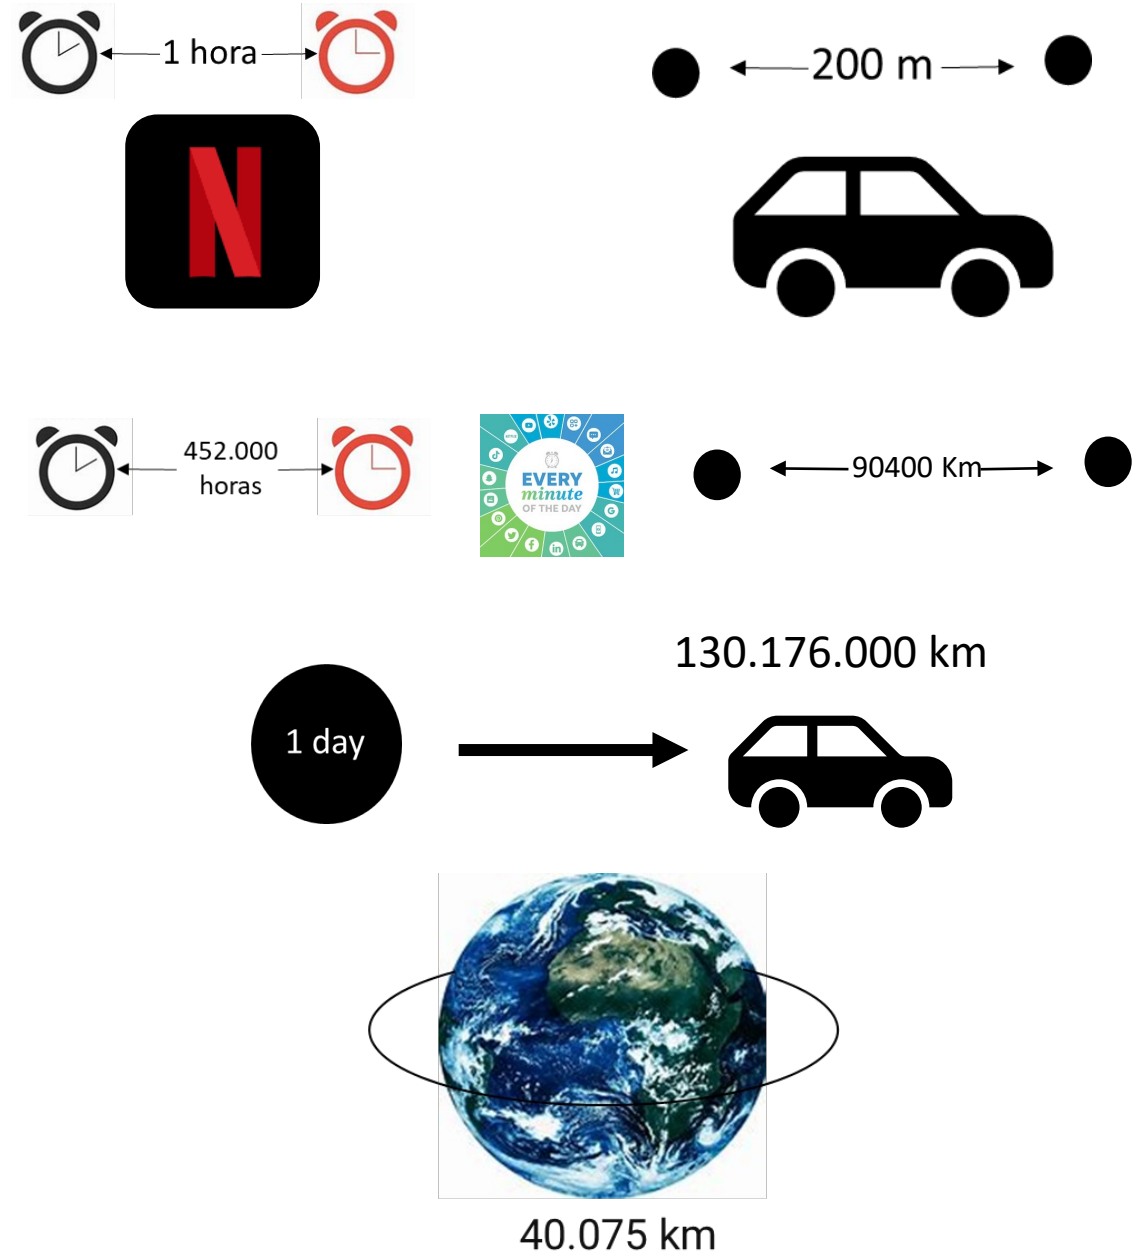 1 hora
200 m
N
452.000
horas
EVERY
minute
OF THE DAY
90400 Km
130.176.000 km
1 day
40.075 km